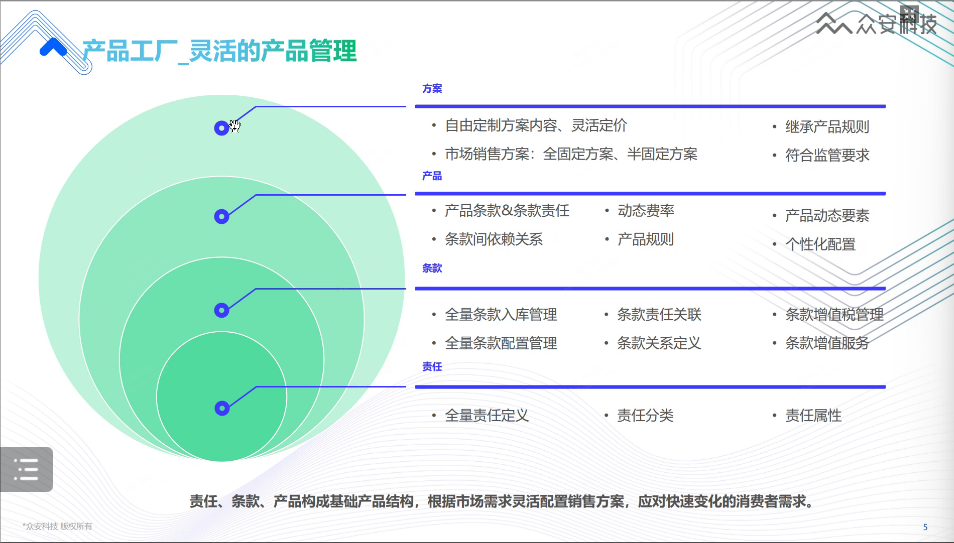 产品工厂_灵活的产品管理
众安科技
方案
• 自由定制方案内容、灵活定价
• 继承产品规则
• 市场销售方案：全固定方案、半固定方案
• 符合监管要求
产品
• 产品条款&条款责任
• 动态费率
• 产品动态要素
• 条款间依赖关系
• 产品规则
• 个性化配置
条款
• 全量条款入库管理
• 条款责任关联
• 条款增值税管理
• 全量条款配置管理
• 条款关系定义
• 条款增值服务
责任
• 全量责任定义
• 责任分类
• 责任属性
责任、条款、产品构成基础产品结构，根据市场需求灵活配置销售方案，应对快速变化的消费者需求。
*众安科技 版权所有
5